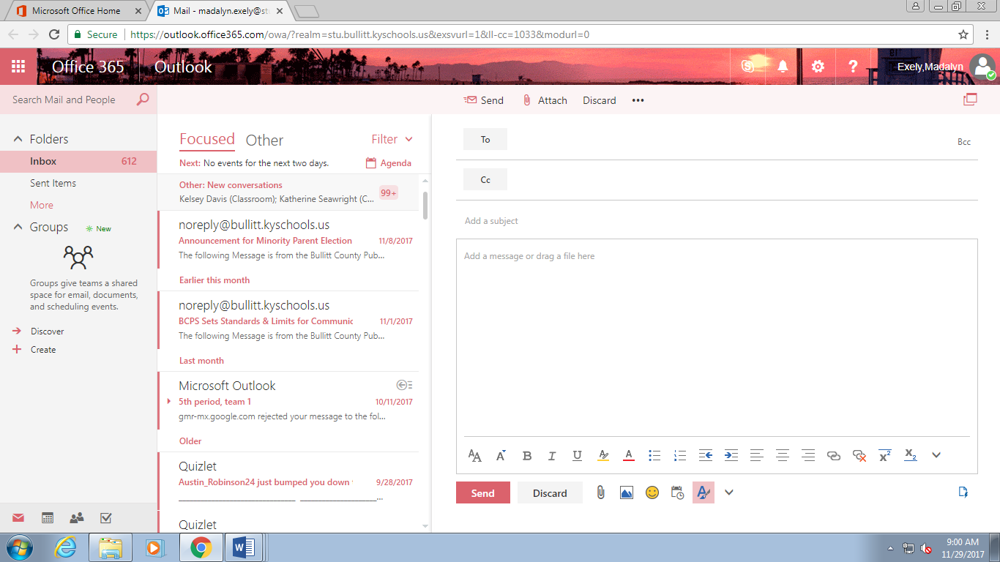 Microsoft Office Home
Mail - madalyn.exely@stu
Secure
https://outlook.office365.com/owa/?realm=stu.bullitt.kyschools.us&exsvurl=1&ll-cc=1033&modurl=0
Office 365
Outlook
Exely,Madalyn
Search Mail and People
Send
Attach
Discard
•••
Folders
Inbox 612
Sent Items
More
Groups
New
Groups give teams a shared
space for email, documents,
and scheduling events.
Discover
Create
Focused
Other
Filter
Next: No events for the next two days.
Agenda
Other: New conversations
Kelsey Davis (Classroom); Katherine Seawright (C...
99+
noreply@bullitt.kyschools.us
Announcement for Minority Parent Election 11/8/2017
The following Message is from the Bullitt County Pub...
Earlier this month
noreply@bullitt.kyschools.us
BCPS Sets Standards & Limits for Communic 11/1/2017
The following Message is from the Bullitt County Pub...
Last month
Microsoft Outlook
5th period, team 1 10/11/2017
gmr-mx.google.com rejected your message to the fol...
Older
Quizlet
Austin_Robinson24 just bumped you down 9/28/2017
Quizlet
To
Bcc
Cc
Add a subject
Add a message or drag a file here
Send
Discard
9:00 AM
11/29/2017